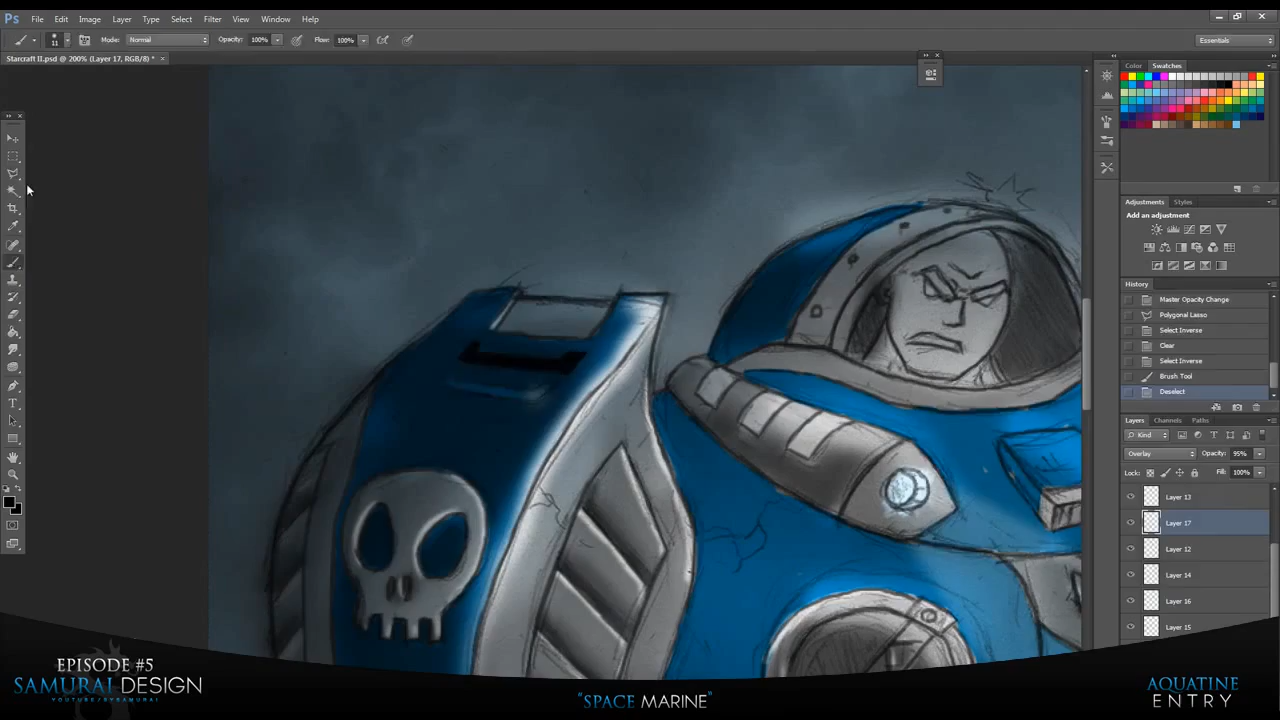 Ps File Edit Image Layer Type Select Filter View Window Help
11 Mode: Normal Opacity: 100% Flow: 100% Essentials
Starcraft II.psd @ 200% (Layer 17, RGB/8) * ×
Color Swatches
Adjustments Styles
Add an adjustment
History
Master Opacity Change
Polygonal Lasso
Select Inverse
Clear
Select Inverse
Brush Tool
Deselect
Layers Channels Paths
Kind
Overlay Opacity: 95%
Lock: Fill: 100%
Layer 13
Layer 17
Layer 12
Layer 14
Layer 16
Layer 15
EPISODE #5
SAMURAI DESIGN
"SPACE MARINE"
AQUATINE
ENTRY